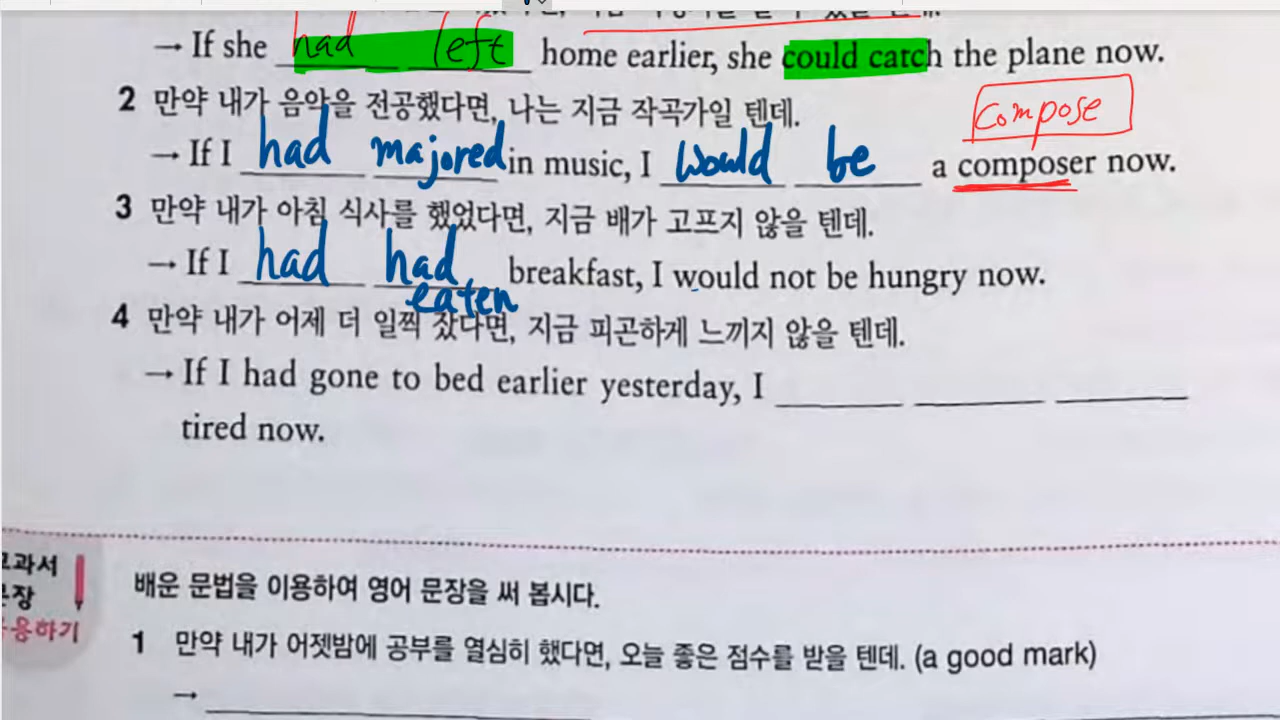 → If she had left home earlier, she could catch the plane now.
2 만약 내가 음악을 전공했다면, 나는 지금 작곡가일 텐데.
compose
→ If I had majored in music, I would be a composer now.
3 만약 내가 아침 식사를 했었다면, 지금 배가 고프지 않을 텐데.
→ If I had had breakfast, I would not be hungry now.
eaten
4 만약 내가 어제 더 일찍 잤다면, 지금 피곤하게 느끼지 않을 텐데.
→ If I had gone to bed earlier yesterday, I ___ ___ ___
tired now.
배운 문법을 이용하여 영어 문장을 써 봅시다.
1 만약 내가 어젯밤에 공부를 열심히 했다면, 오늘 좋은 점수를 받을 텐데. (a good mark)
→